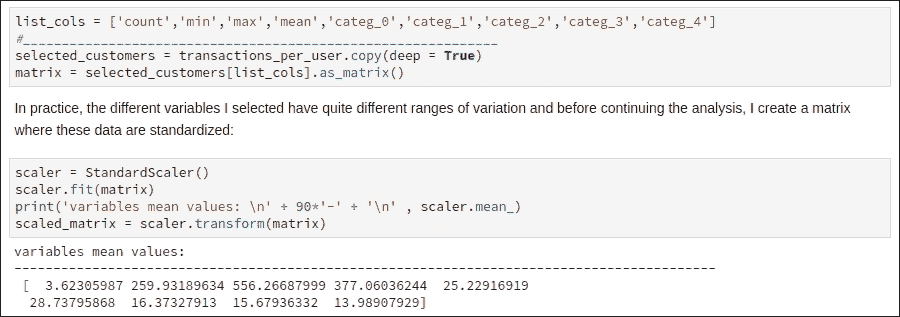 list_cols = ['count','min','max','mean','categ_0','categ_1','categ_2','categ_3','categ_4']
#_____________________________________________________________
selected_customers = transactions_per_user.copy(deep = True)
matrix = selected_customers[list_cols].as_matrix()
In practice, the different variables I selected have quite different ranges of variation and before continuing the analysis, I create a matrix
where these data are standardized:
scaler = StandardScaler()
scaler.fit(matrix)
print('variables mean values: \n' + 90*'-' + '\n' , scaler.mean_)
scaled_matrix = scaler.transform(matrix)
variables mean values:
------------------------------------------------------------------------------------------
[  3.62305987 259.93189634 556.26687999 377.06036244  25.22916919
28.73795868  16.37327913  15.67936332  13.98907929]